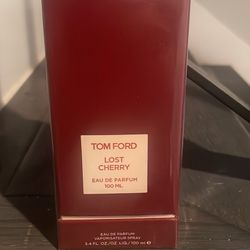 TOM FORD
LOST
CHERRY
EAU DE PARFUM
100 ML
EAU DE PARFUM
VAPORISATEUR SPRAY
3.4 FL. OZ./OZ. LIQ./100 ml ℮